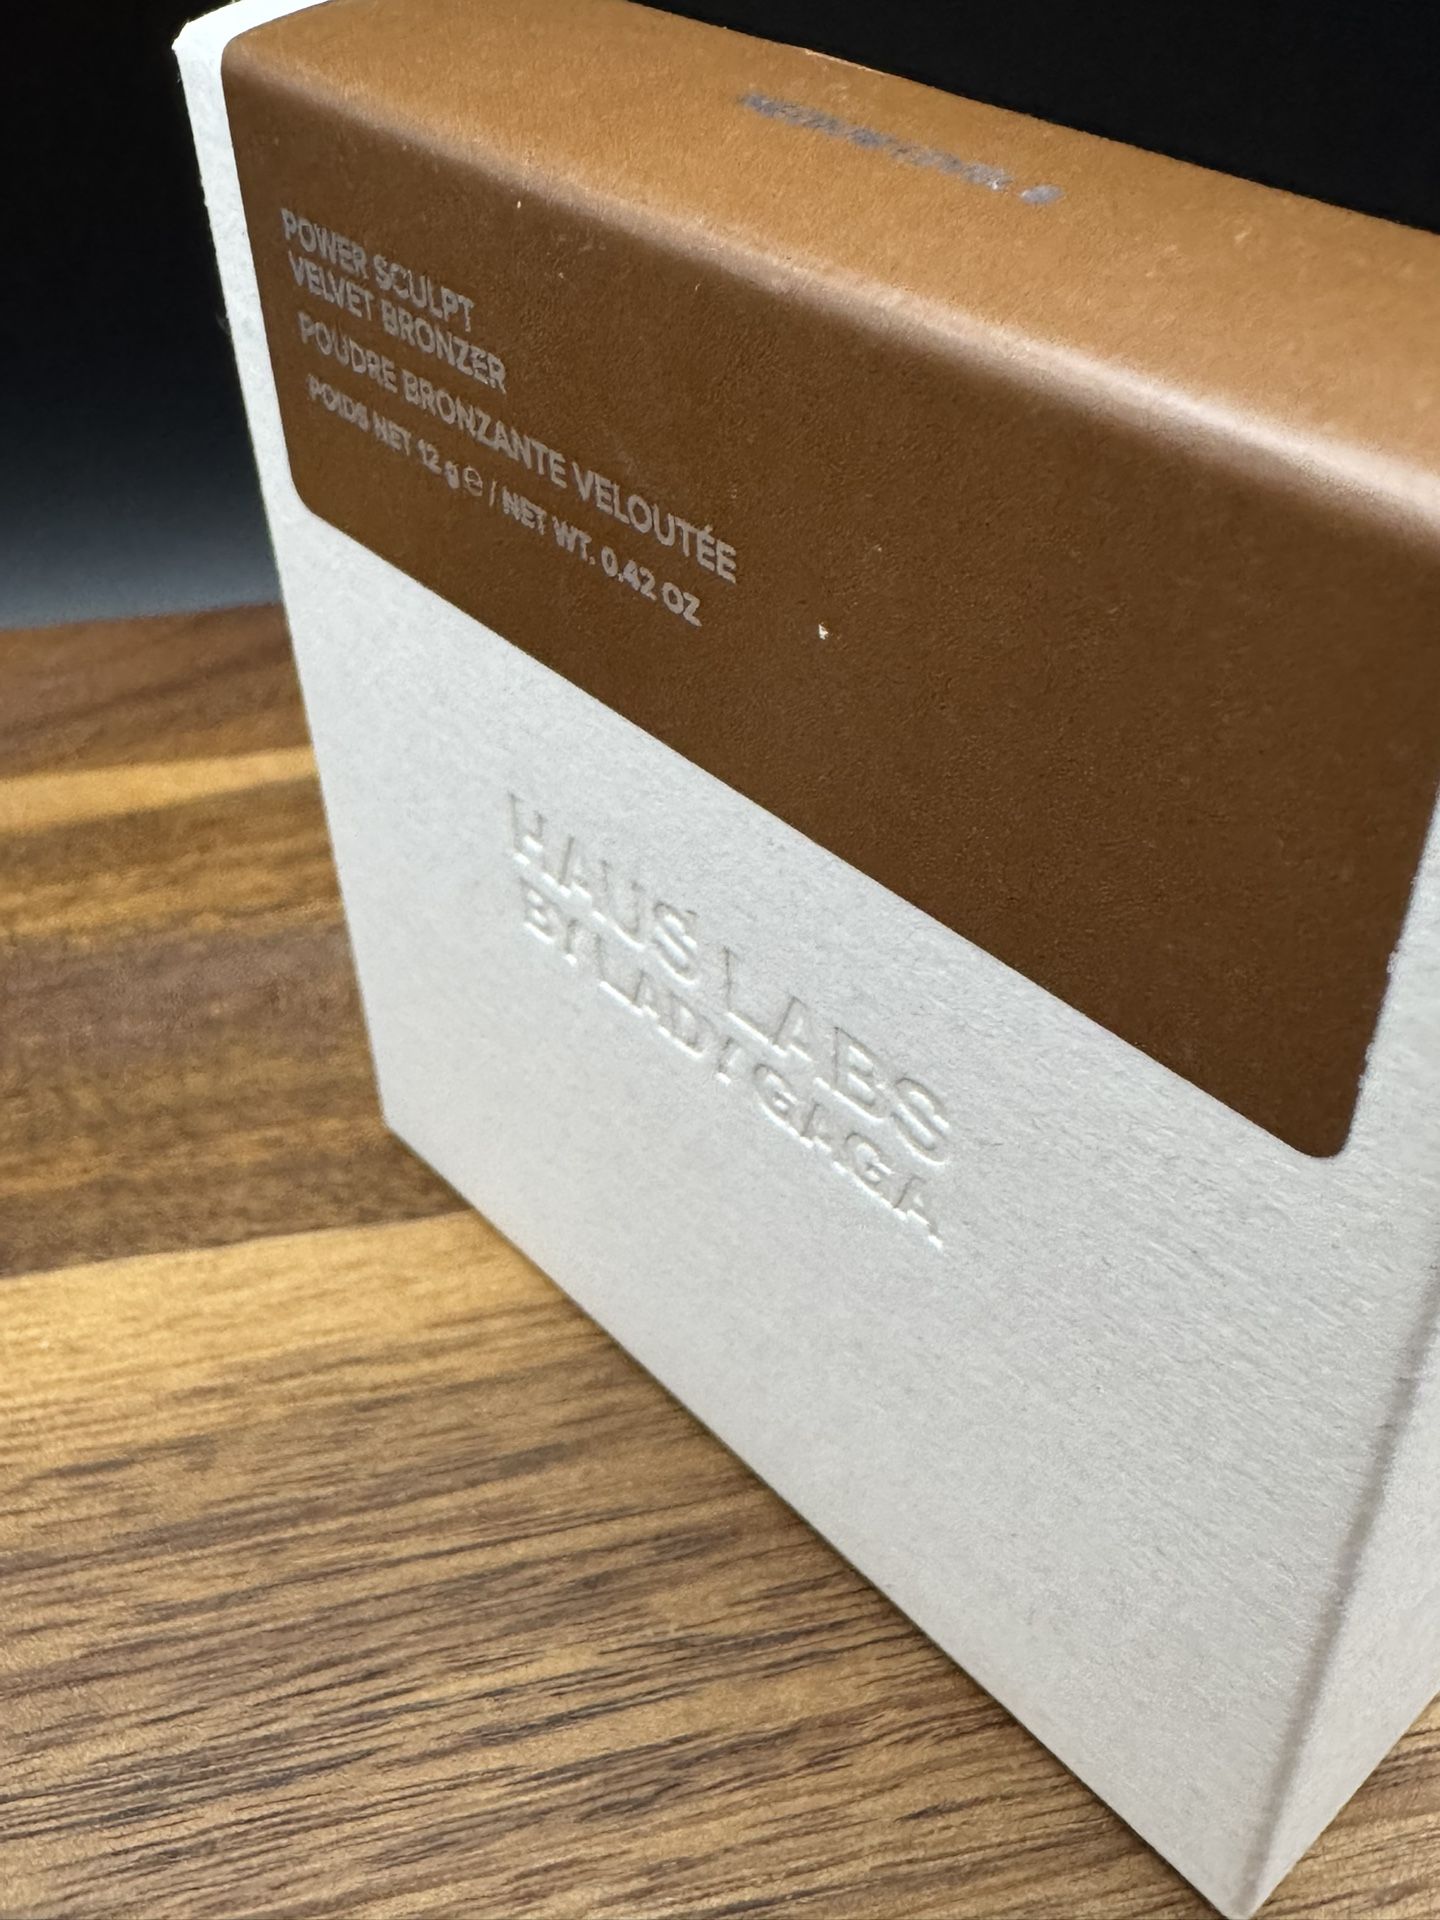 POWER SCULPT
VELVET BRONZER
POUDRE BRONZANTE VELOUTÉE
POIDS NET 12 g ℮ / NET WT. 0.42 OZ
HAUS LABS
BY LADY GAGA